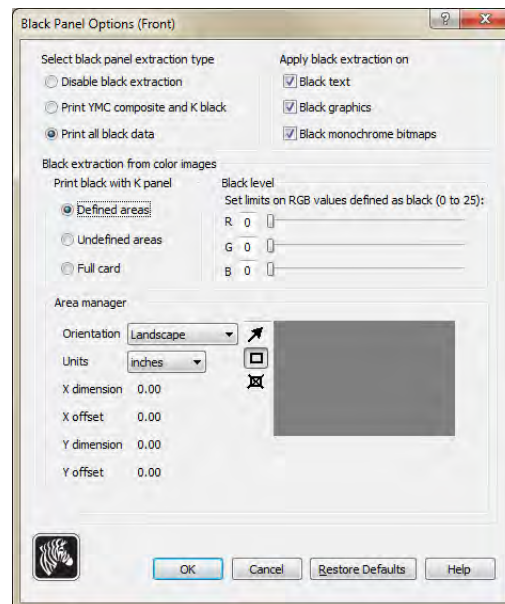 Black Panel Options (Front)
Select black panel extraction type
Disable black extraction
Print YMC composite and K black
Print all black data
Apply black extraction on
Black text
Black graphics
Black monochrome bitmaps
Black extraction from color images
Print black with K panel
Defined areas
Undefined areas
Full card
Black level
Set limits on RGB values defined as black (0 to 25):
R 0
G 0
B 0
Area manager
Orientation Landscape
Units inches
X dimension 0.00
X offset 0.00
Y dimension 0.00
Y offset 0.00
OK Cancel Restore Defaults Help